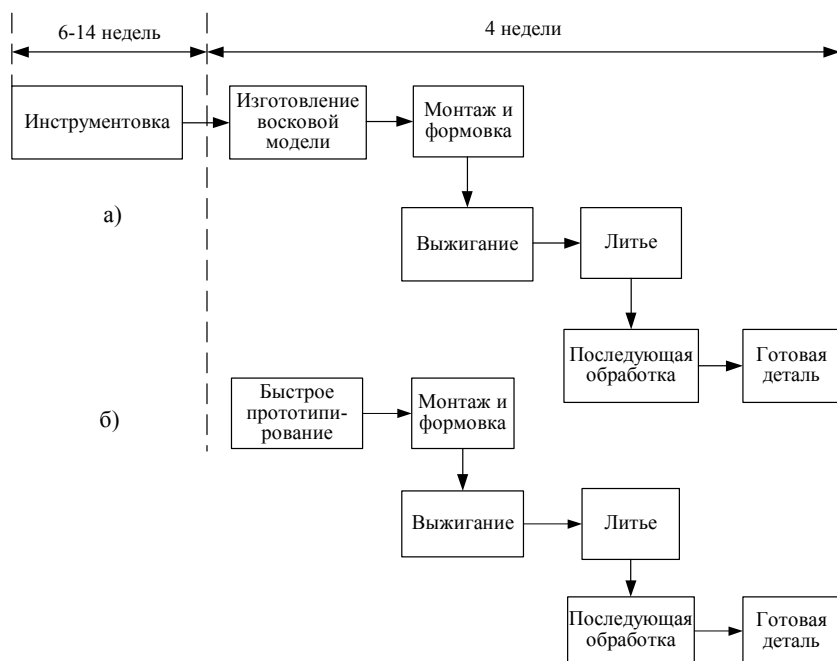 6-14 недель
4 недели
Инструментовка
Изготовление
восковой
модели
Монтаж и
формовка
а)
Выжигание
Литье
Последующая
обработка
Готовая
деталь
б)
Быстрое
прототипи-
рование
Монтаж и
формовка
Выжигание
Литье
Последующая
обработка
Готовая
деталь